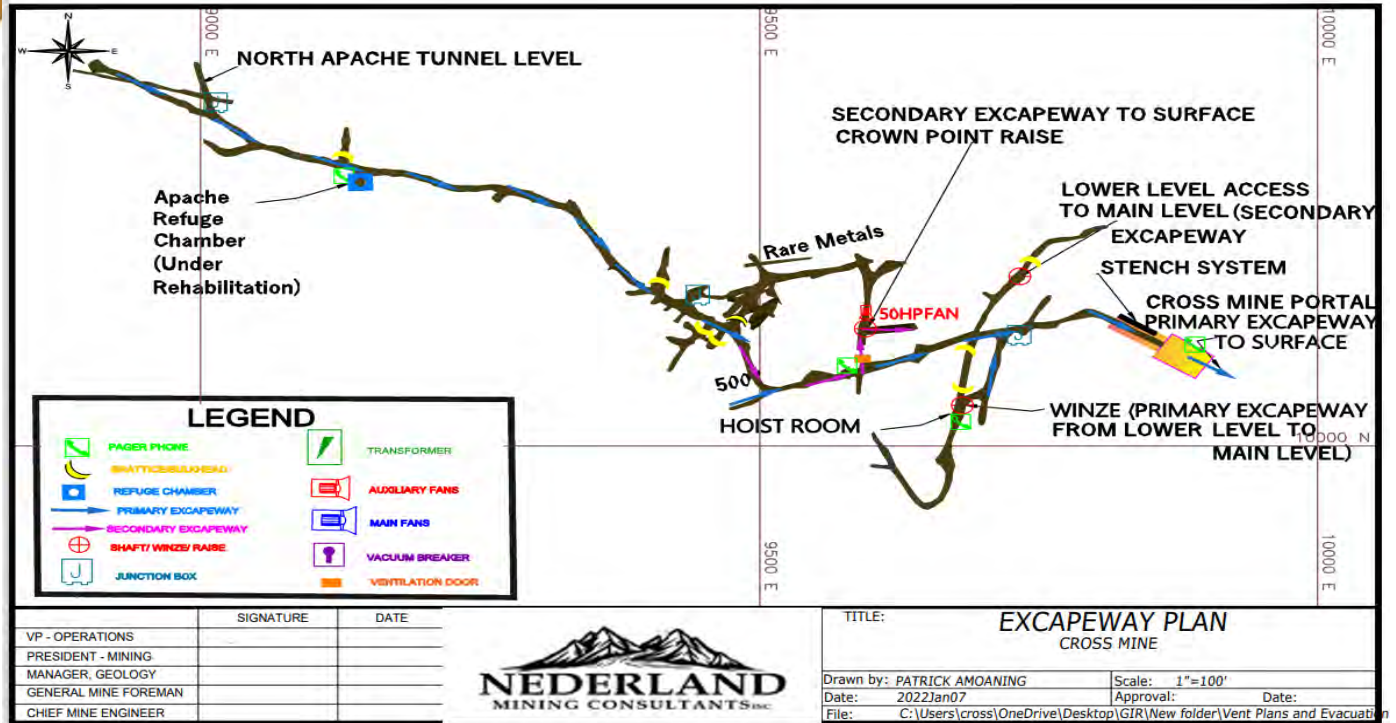 N
W
E
S
9000 E
9500 E
10000 E
NORTH APACHE TUNNEL LEVEL
J
SECONDARY EXCAPEWAY TO SURFACE
CROWN POINT RAISE
Apache
Refuge
Chamber
(Under
Rehabilitation)
LOWER LEVEL ACCESS
TO MAIN LEVEL (SECONDARY
EXCAPEWAY
Rare Metals
STENCH SYSTEM
J
50HPFAN
CROSS MINE PORTAL
PRIMARY EXCAPEWAY
TO SURFACE
J
500
HOIST ROOM
WINZE (PRIMARY EXCAPEWAY
FROM LOWER LEVEL TO
MAIN LEVEL)
10000 N
LEGEND
PAGER PHONE
BRATTICE/BULKHEAD
REFUGE CHAMBER
PRIMARY EXCAPEWAY
SECONDARY EXCAPEWAY
SHAFT/ WINZE/ RAISE
J
JUNCTION BOX
TRANSFORMER
AUXILIARY FANS
MAIN FANS
VACUUM BREAKER
VENTILATION DOOR
9500 E
10000 E
SIGNATURE DATE
VP - OPERATIONS
PRESIDENT - MINING
MANAGER, GEOLOGY
GENERAL MINE FOREMAN
CHIEF MINE ENGINEER
NEDERLAND
MINING CONSULTANTS INC
TITLE: EXCAPEWAY PLAN
CROSS MINE
Drawn by: PATRICK AMOANING Scale: 1"=100'
Date: 2022Jan07 Approval: Date:
File: C:\Users\cross\OneDrive\Desktop\GIR\New folder\Vent Plans and Evacuation